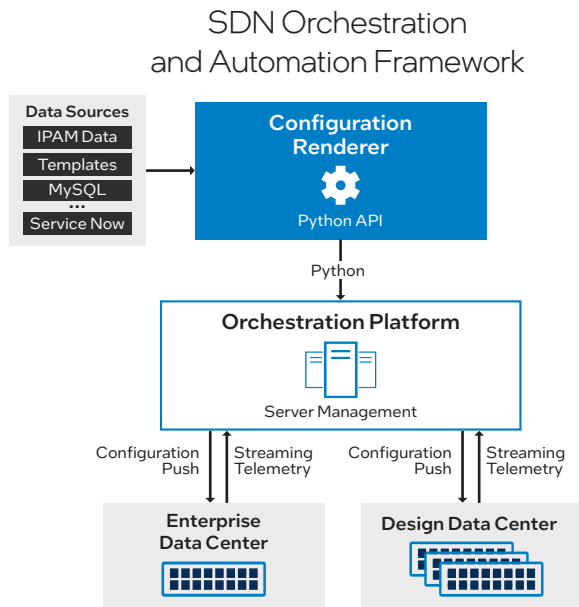 SDN Orchestration
and Automation Framework
Data Sources
IPAM Data
Templates
MySQL
...
Service Now
Configuration
Renderer
Python API
Python
Orchestration Platform
Server Management
Configuration
Push
Streaming
Telemetry
Configuration
Push
Streaming
Telemetry
Enterprise
Data Center
Design Data Center